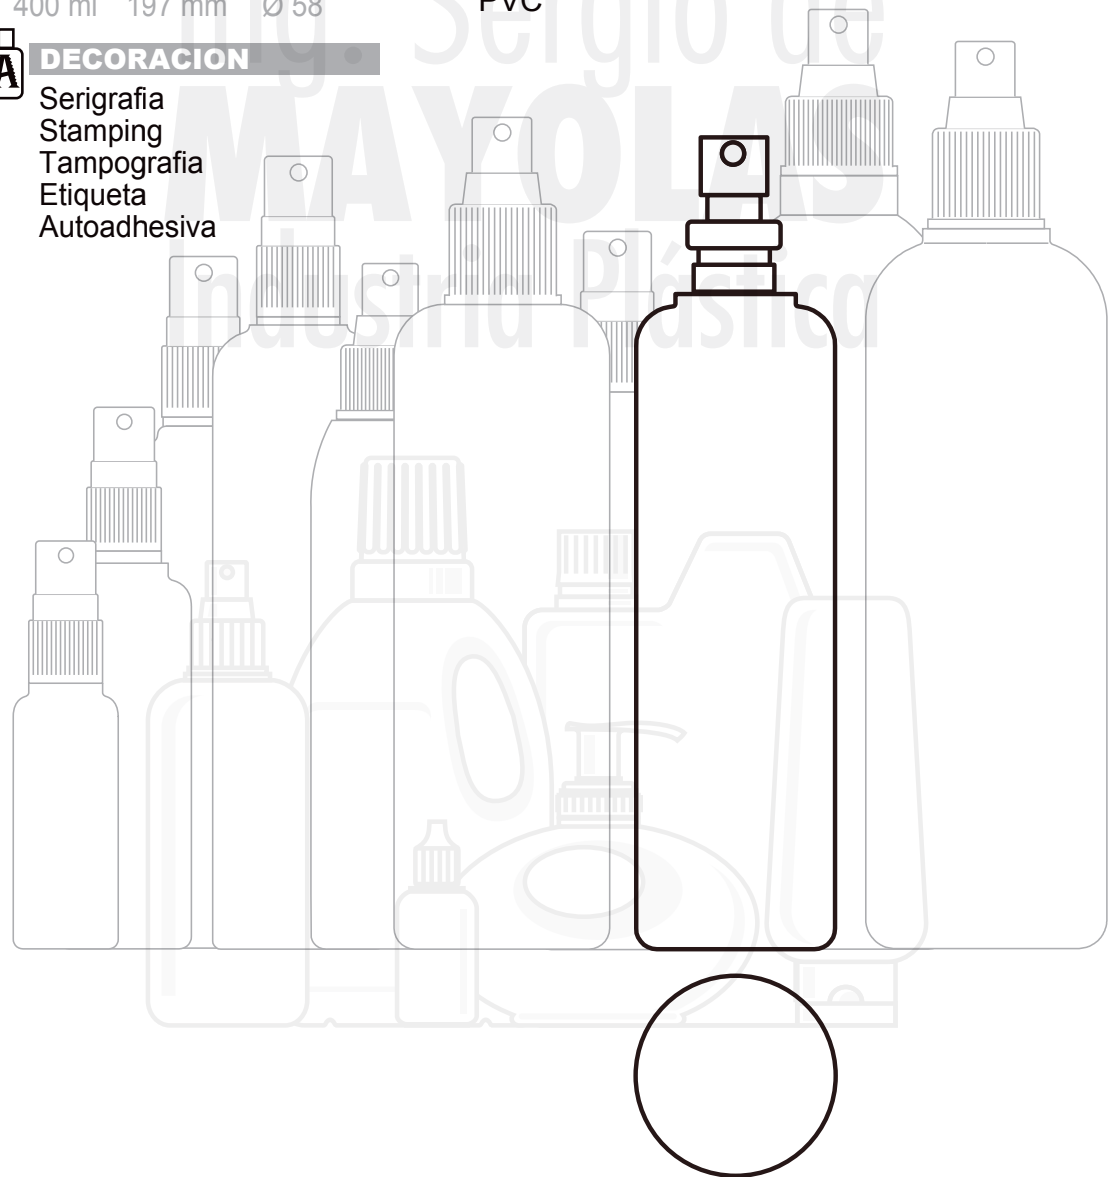 400 ml 197 mm Ø 58
PVC
Ing. Sergio de
MAYOLAS
Industria Plástica
A
DECORACION
Serigrafia
Stamping
Tampografia
Etiqueta
Autoadhesiva